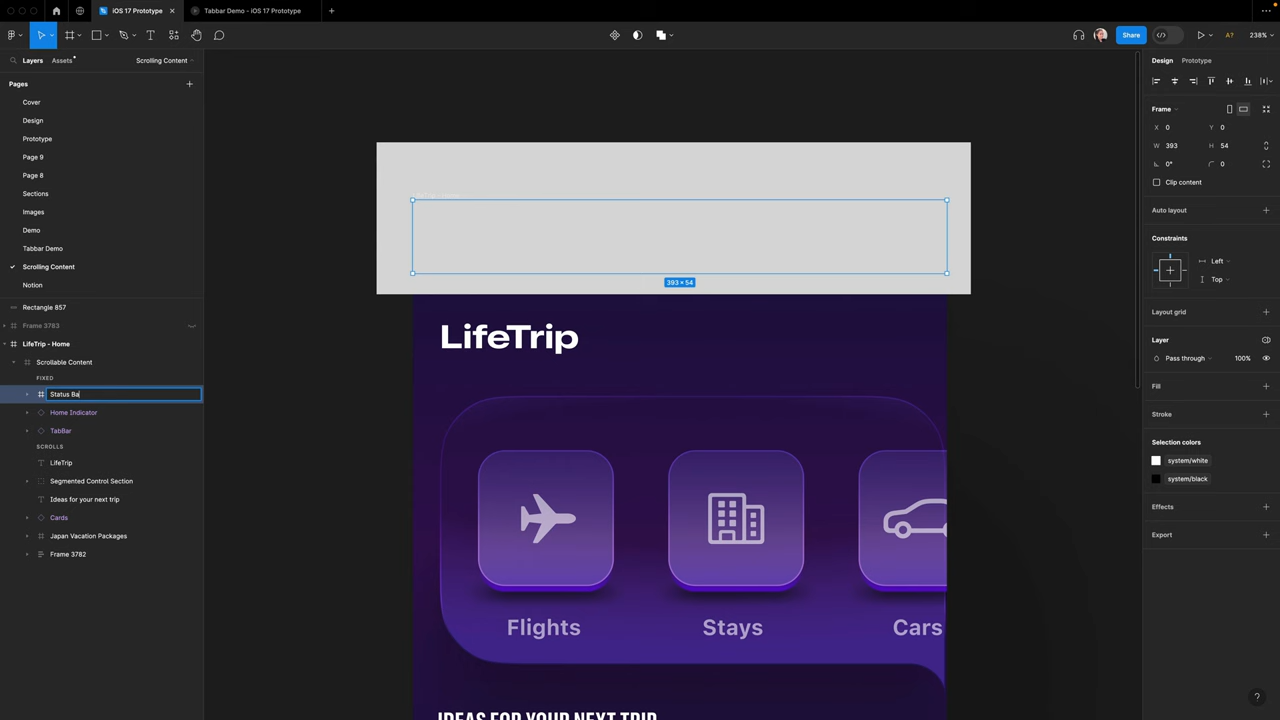 iOS 17 Prototype
Tabbar Demo - iOS 17 Prototype
Share
A?
238%
Layers
Assets
Scrolling Content
Design
Prototype
Pages
Cover
Design
Prototype
Page 9
Page 8
Sections
Images
Demo
Tabbar Demo
Scrolling Content
Notion
Rectangle 857
Frame 3783
LifeTrip - Home
Scrollable Content
FIXED
Status Ba
Home Indicator
TabBar
SCROLLS
LifeTrip
Segmented Control Section
Ideas for your next trip
Cards
Japan Vacation Packages
Frame 3782
393 × 54
LifeTrip
Flights
Stays
Cars
IDEAS FOR YOUR NEXT TRIP
Frame
X 0
Y 0
W 393
H 54
0°
0
Clip content
Auto layout
Constraints
Left
Top
Layout grid
Layer
Pass through
100%
Fill
Stroke
Selection colors
system/white
system/black
Effects
Export
?